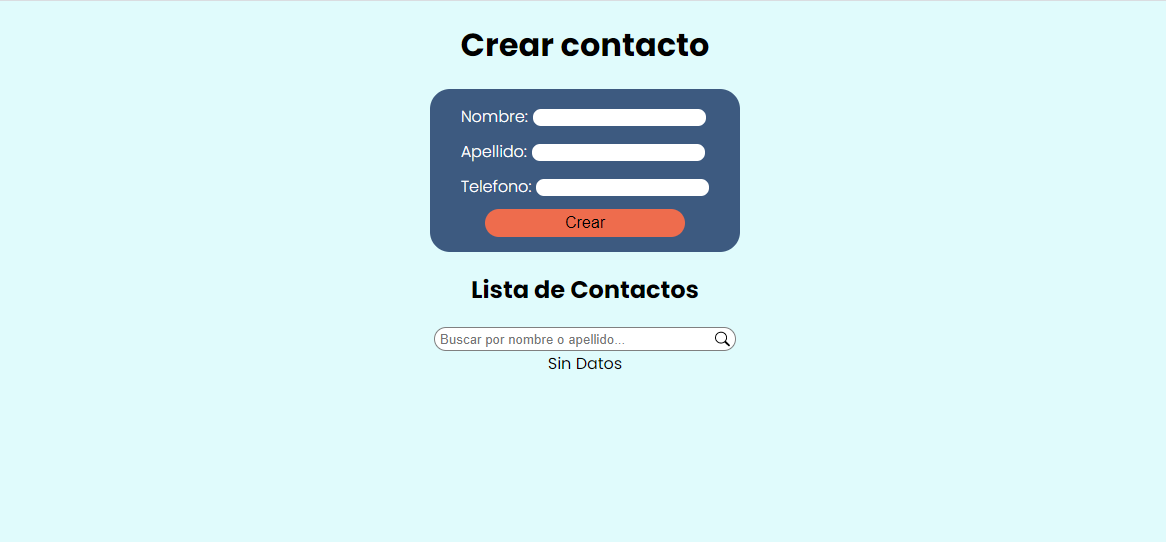 Crear contacto
Nombre:
Apellido:
Telefono:
Crear
Lista de Contactos
Buscar por nombre o apellido...
Sin Datos